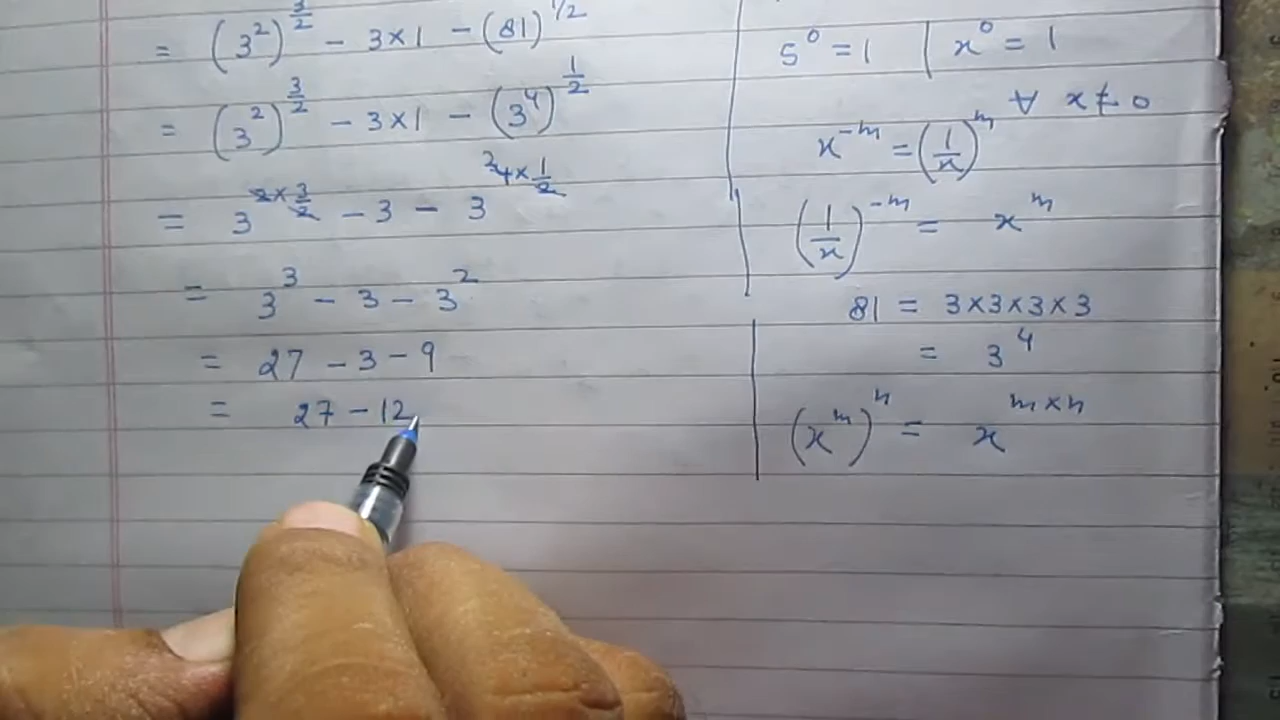 = (3²)^(3/2) - 3×1 - (81)^(1/2)
= (3²)^(3/2) - 3×1 - (3⁴)^(1/2)
= 3^(2×3/2) - 3 - 3^(4×1/2) 2
= 3³ - 3 - 3²
= 27 - 3 - 9
= 27 - 12
5⁰ = 1 | x⁰ = 1
∀ x ≠ 0
x^(-m) = (1/x)^m
(1/x)^(-m) = x^m
81 = 3×3×3×3
= 3⁴
(x^m)^n = x^(m×n)